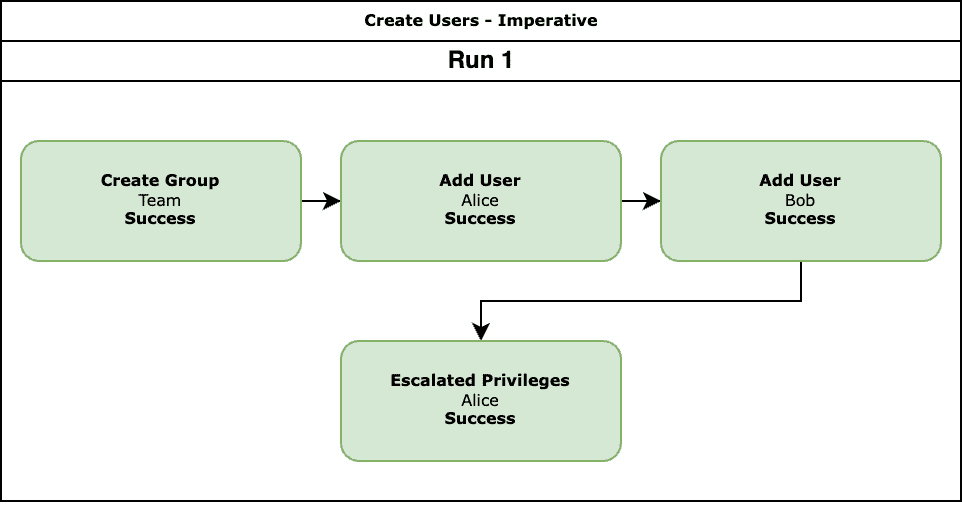 Create Users - Imperative
Run 1
Create Group
Team
Success
Add User
Alice
Success
Add User
Bob
Success
Escalated Privileges
Alice
Success